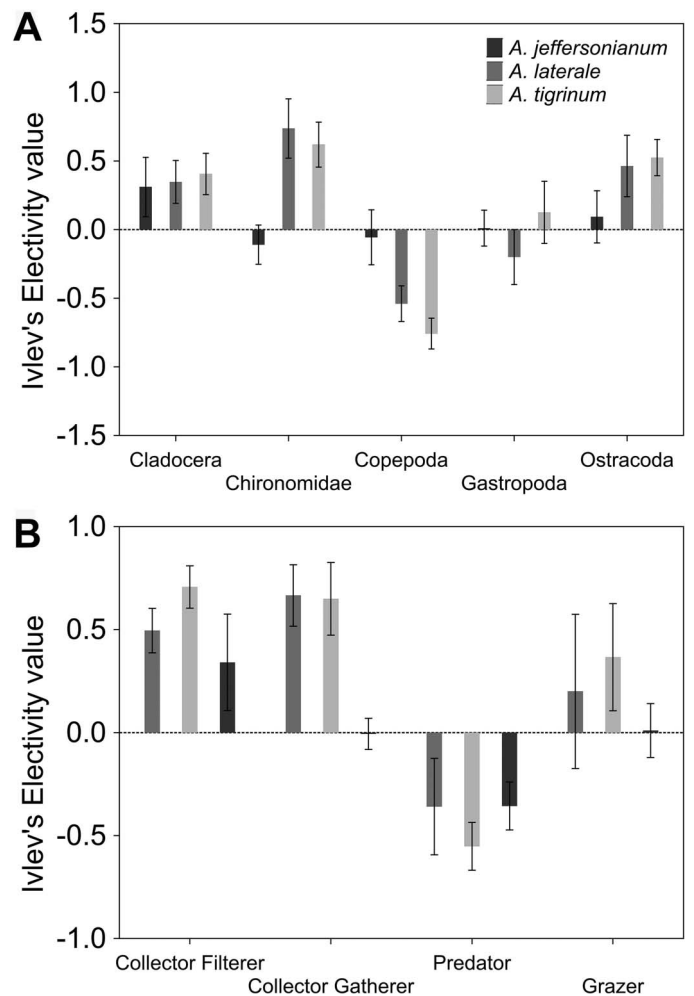 A
1.5
1.0
0.5
0.0
-0.5
-1.0
-1.5
Ivlev's Electivity value
A. jeffersonianum
A. laterale
A. tigrinum
Cladocera
Chironomidae
Copepoda
Gastropoda
Ostracoda
B
1.0
0.5
0.0
-0.5
-1.0
Ivlev's Electivity value
Collector Filterer
Collector Gatherer
Predator
Grazer